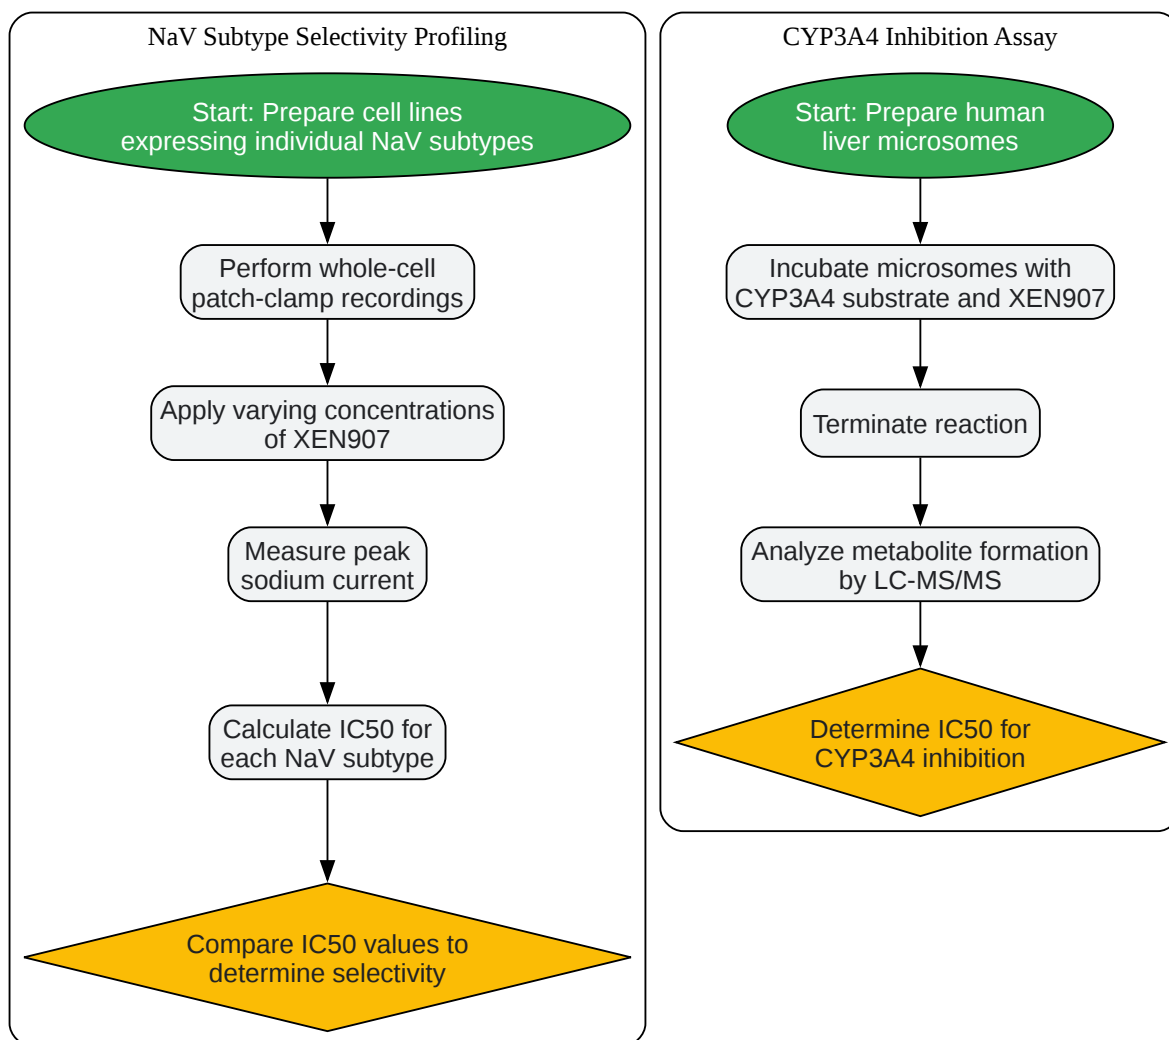 NaV Subtype Selectivity Profiling
Start: Prepare cell lines
expressing individual NaV subtypes
Perform whole-cell
patch-clamp recordings
Apply varying concentrations
of XEN907
Measure peak
sodium current
Calculate IC50 for
each NaV subtype
Compare IC50 values to
determine selectivity
CYP3A4 Inhibition Assay
Start: Prepare human
liver microsomes
Incubate microsomes with
CYP3A4 substrate and XEN907
Terminate reaction
Analyze metabolite formation
by LC-MS/MS
Determine IC50 for
CYP3A4 inhibition